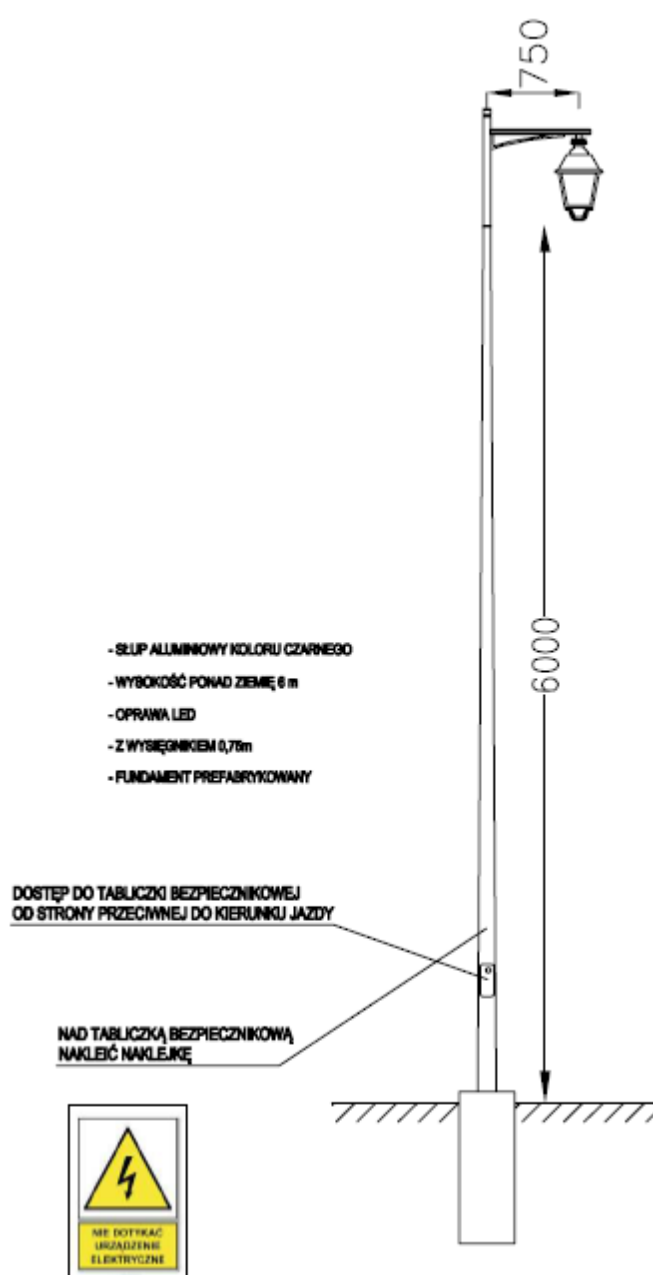 750
6000
- SŁUP ALUMINIOWY KOLORU CZARNEGO
- WYSOKOŚĆ PONAD ZIEMIĘ 6 m
- OPRAWA LED
- Z WYSIĘGNIKIEM 0,75m
- FUNDAMENT PREFABRYKOWANY
DOSTĘP DO TABLICZKI BEZPIECZNIKOWEJ
OD STRONY PRZECIWNEJ DO KIERUNKU JAZDY
NAD TABLICZKĄ BEZPIECZNIKOWĄ
NAKLEIĆ NAKLEJKĘ
NIE DOTYKAĆ
URZĄDZENIE
ELEKTRYCZNE